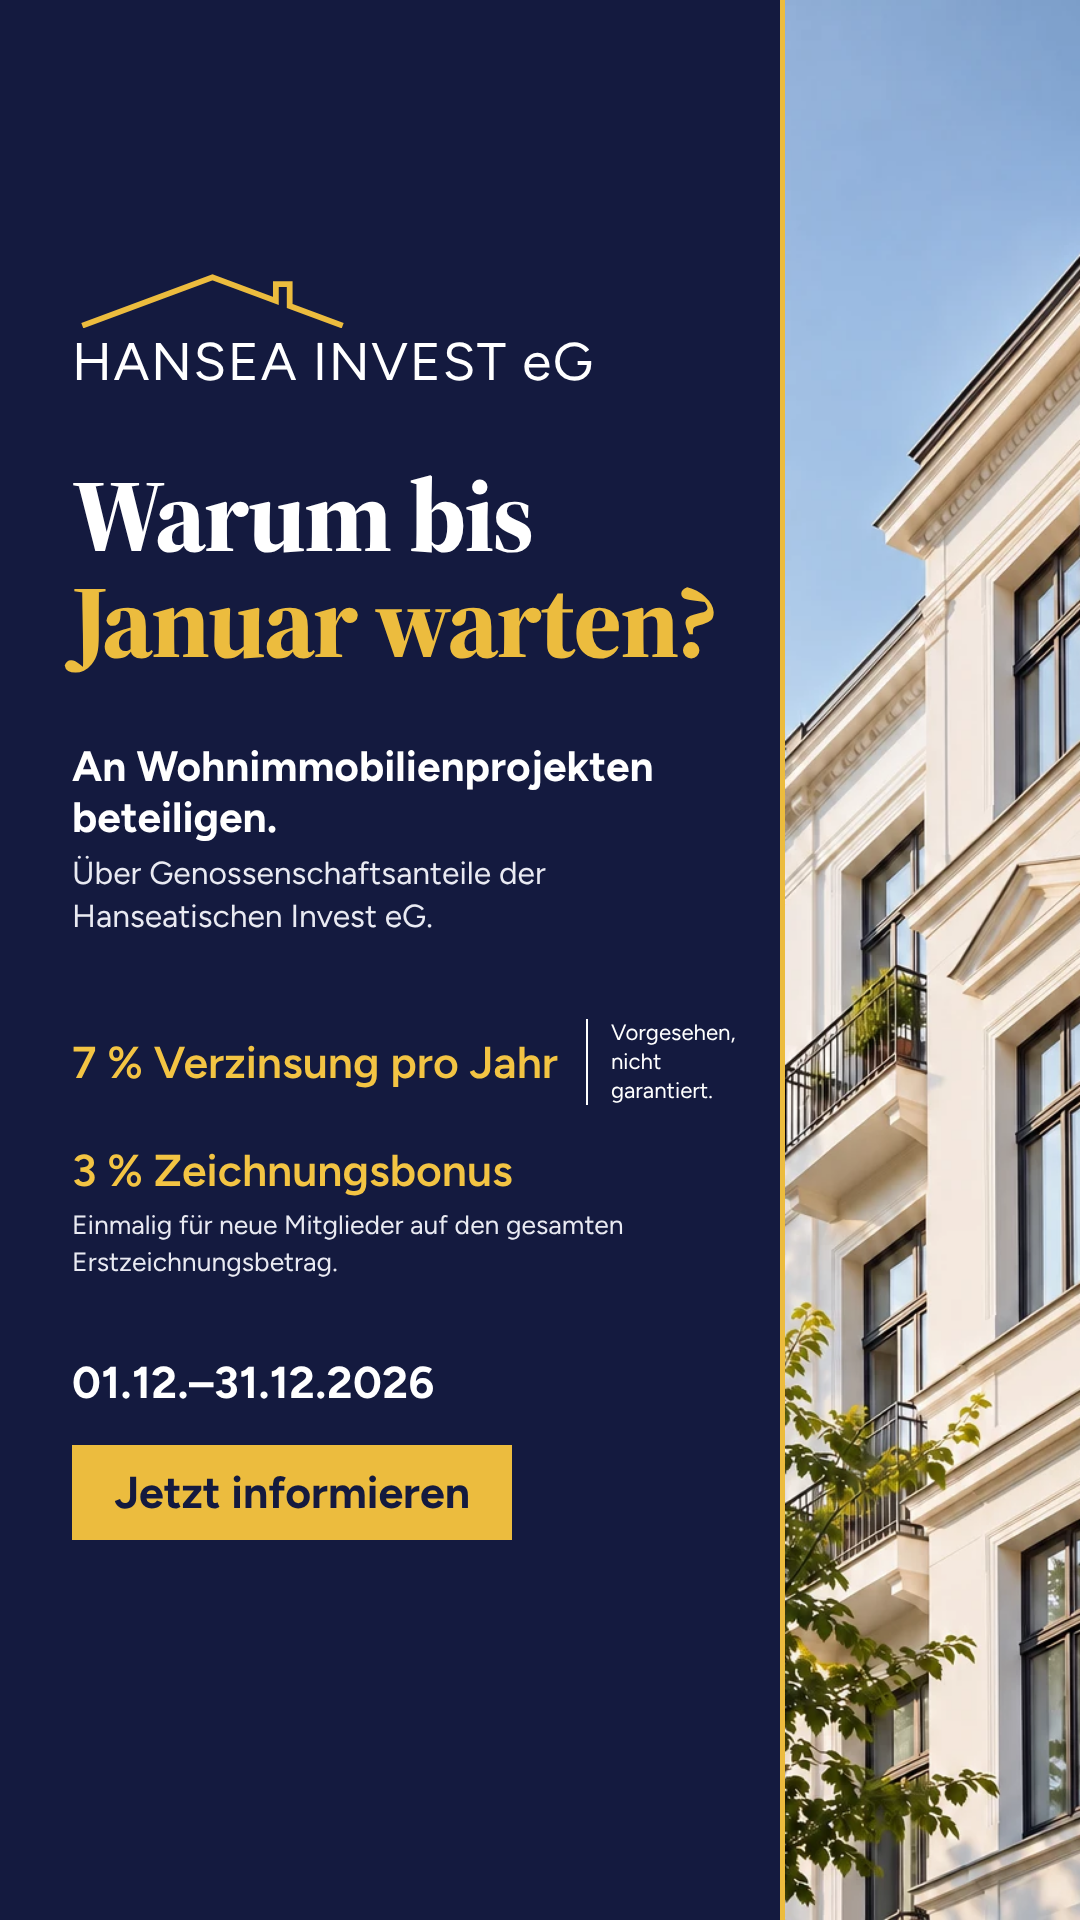 HANSEA INVEST eG
Warum bis
Januar warten?
An Wohnimmobilienprojekten
beteiligen.
Über Genossenschaftsanteile der
Hanseatischen Invest eG.
7 % Verzinsung pro Jahr
Vorgesehen,
nicht
garantiert.
3 % Zeichnungsbonus
Einmalig für neue Mitglieder auf den gesamten
Erstzeichnungsbetrag.
01.12.–31.12.2026
Jetzt informieren